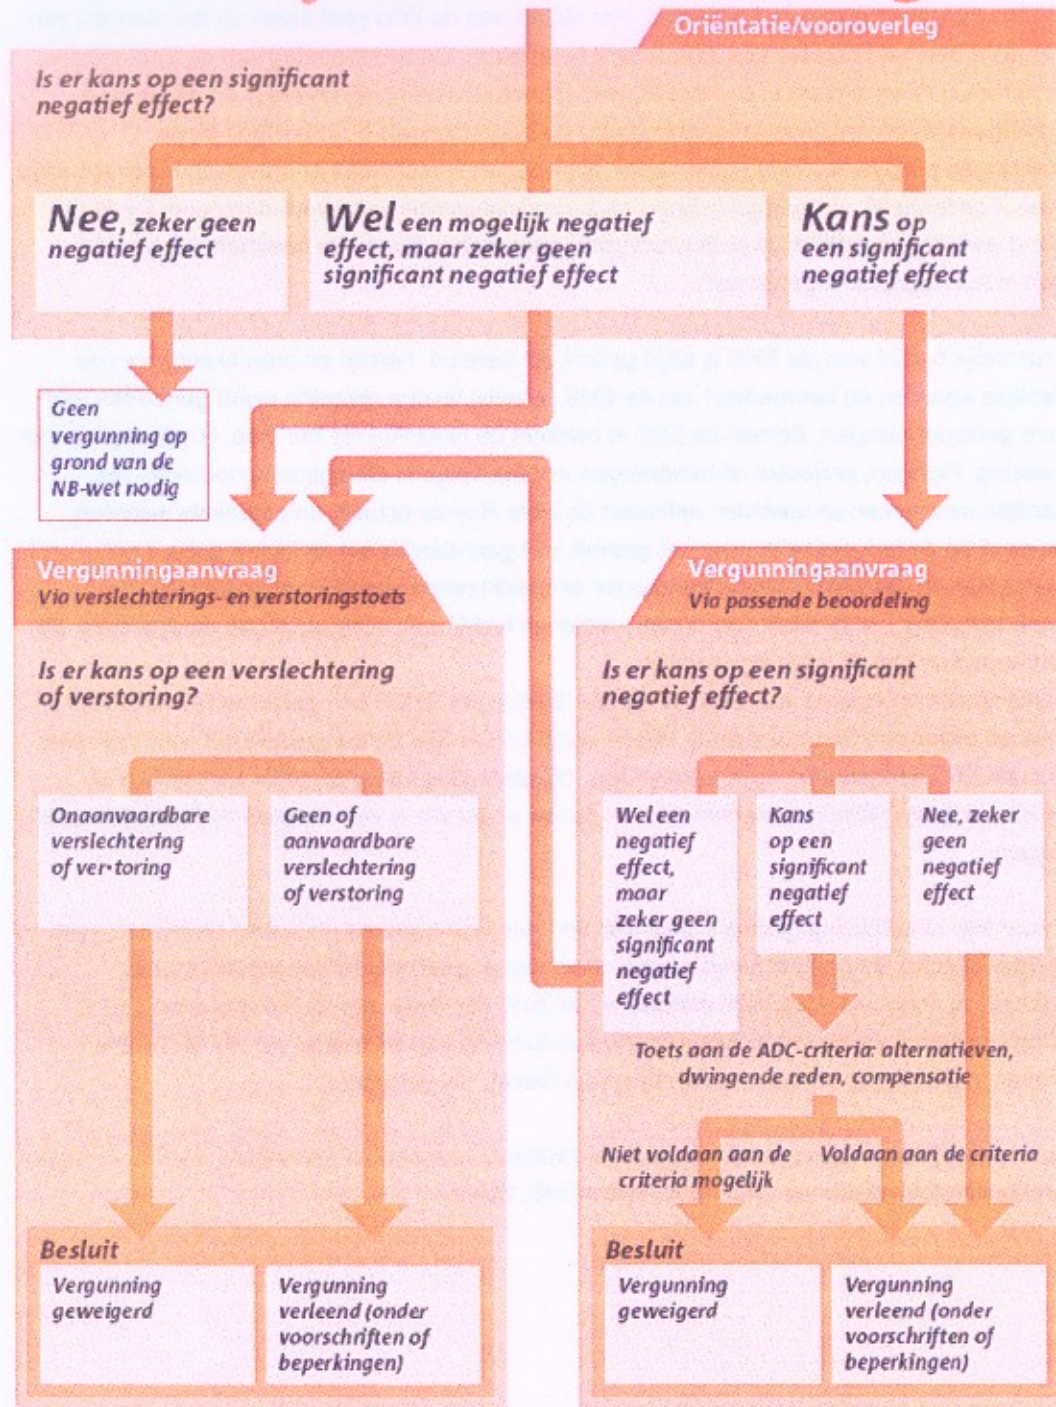 Oriëntatie/vooroverleg
Is er kans op een significant
negatief effect?
Nee, zeker geen
negatief effect
Wel een mogelijk negatief
effect, maar zeker geen
significant negatief effect
Kans op
een significant
negatief effect
Geen
vergunning op
grond van de
NB-wet nodig
Vergunningaanvraag
Via verslechterings- en verstoringstoets
Is er kans op een verslechtering
of verstoring?
Onaanvaardbare
verslechtering
of ver•toring
Geen of
aanvaardbare
verslechtering
of verstoring
Vergunningaanvraag
Via passende beoordeling
Is er kans op een significant
negatief effect?
Wel een
negatief
effect,
maar
zeker geen
significant
negatief
effect
Kans
op een
significant
negatief
effect
Nee, zeker
geen
negatief
effect
Toets aan de ADC-criteria: alternatieven,
dwingende reden, compensatie
Niet voldaan aan de
criteria mogelijk
Voldaan aan de criteria
Besluit
Vergunning
geweigerd
Vergunning
verleend (onder
voorschriften of
beperkingen)
Besluit
Vergunning
geweigerd
Vergunning
verleend (onder
voorschriften of
beperkingen)